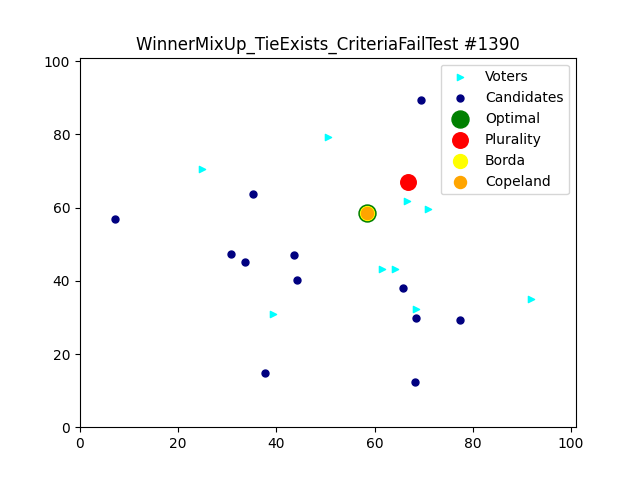 WinnerMixUp_TieExists_CriteriaFailTest #1390
Voters
Candidates
Optimal
Plurality
Borda
Copeland
100
80
60
40
20
0
0 20 40 60 80 100